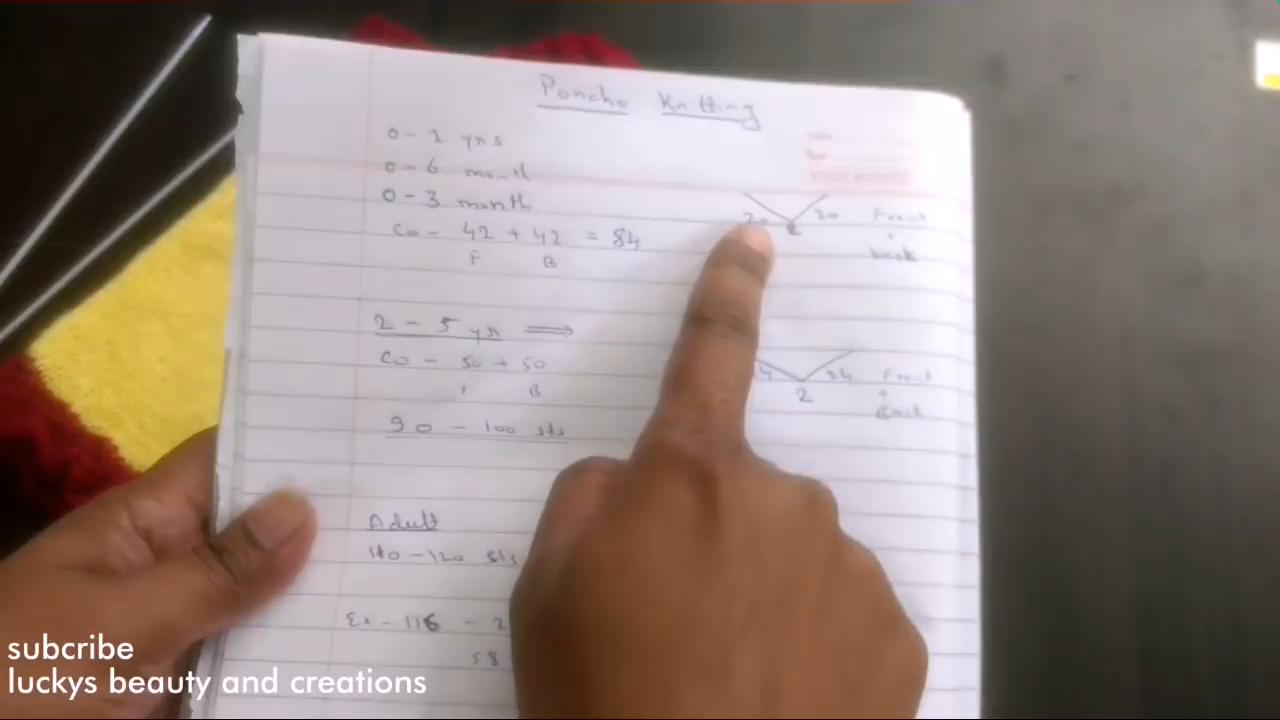 Poncho Knitting
0 - 1 yrs
0 - 6 month
0 - 3 month
20 2 20 Front + back
co - 42 + 42 = 84
F B
2 - 5 yr ⟹
co - 50 + 50
B
4 2 24 Front + Back
90 - 100 sts
Adult
110 - 120 sts
Ex - 116 - 2
58
subcribe
luckys beauty and creations